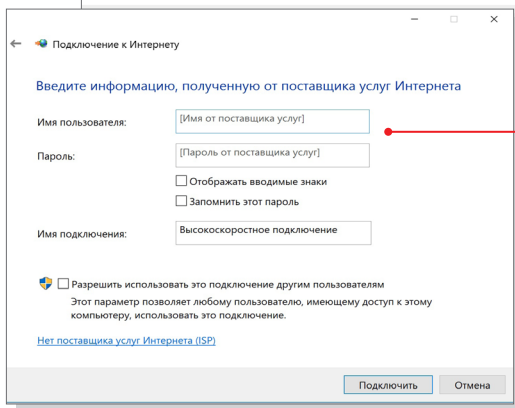 Подключение к Интернету
Введите информацию, полученную от поставщика услуг Интернета
Имя пользователя:
[Имя от поставщика услуг]
Пароль:
[Пароль от поставщика услуг]
Отображать вводимые знаки
Запомнить этот пароль
Имя подключения:
Высокоскоростное подключение
Разрешить использовать это подключение другим пользователям
Этот параметр позволяет любому пользователю, имеющему доступ к этому
компьютеру, использовать это подключение.
Нет поставщика услуг Интернета (ISP)
Подключить
Отмена